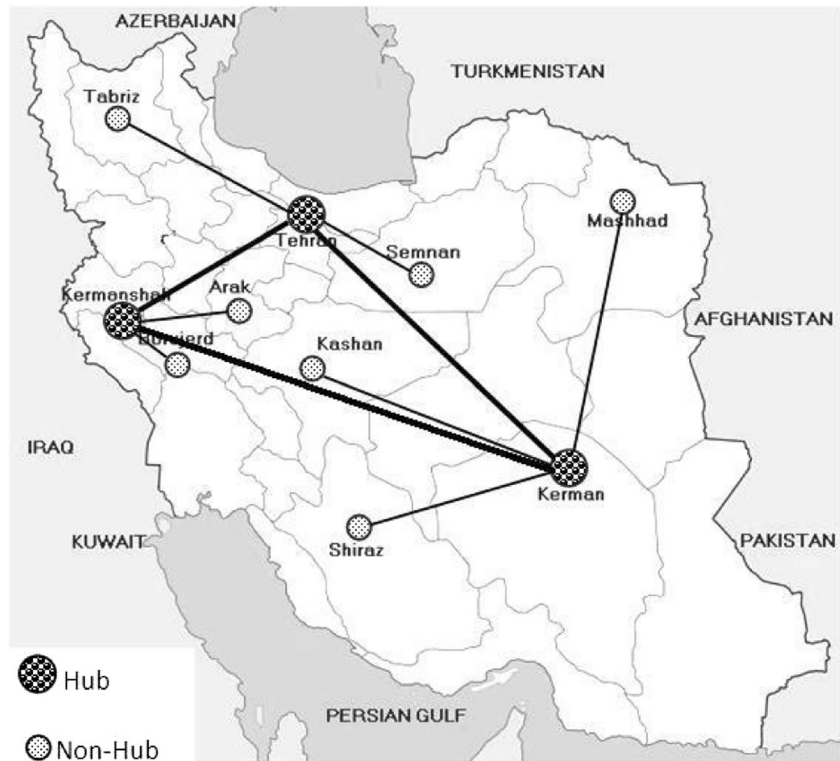 AZERBAIJAN
TURKMENISTAN
Tabriz
Mashhad
Tehran
Semnan
Kermanshah
Arak
AFGHANISTAN
Borujerd
Kashan
IRAQ
Kerman
KUWAIT
Shiraz
PAKISTAN
Hub
PERSIAN GULF
Non-Hub